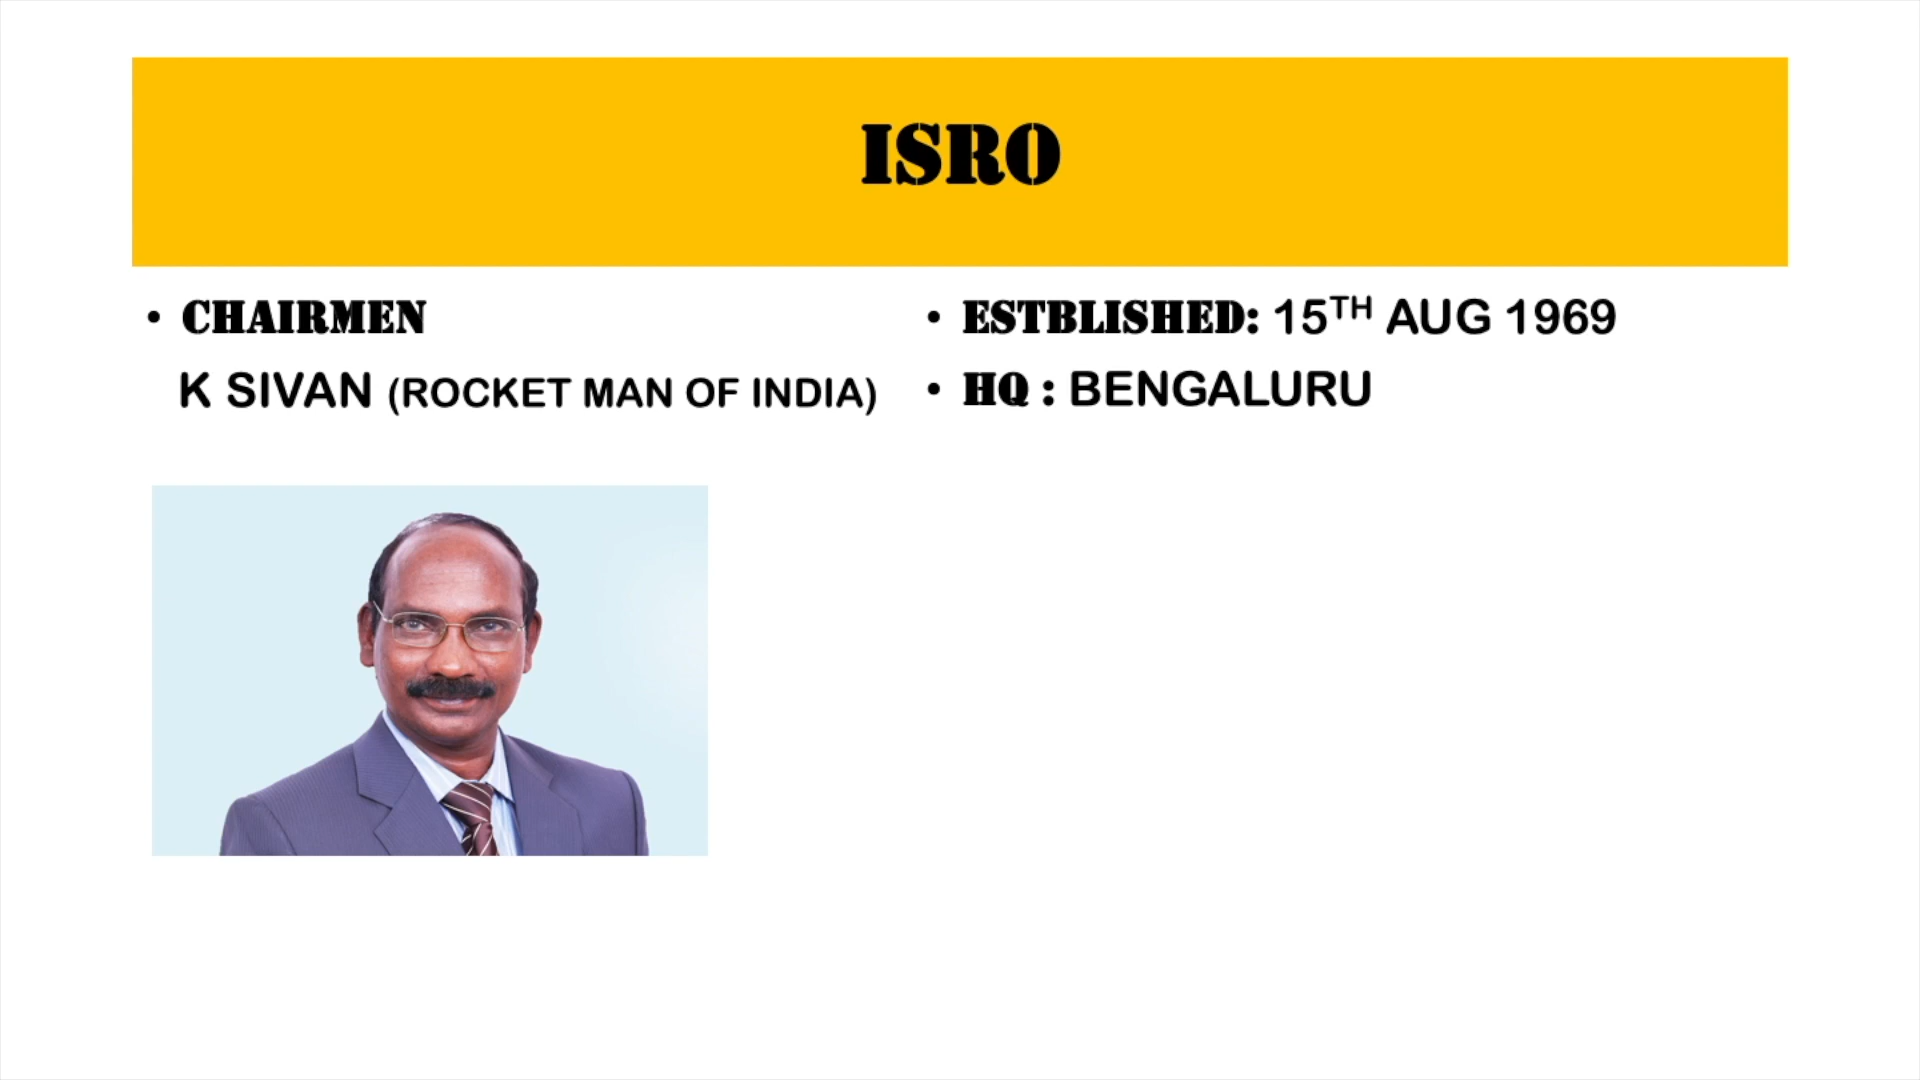 ISRO
• CHAIRMEN
K SIVAN (ROCKET MAN OF INDIA)
• ESTBLISHED: 15TH AUG 1969
• HQ : BENGALURU